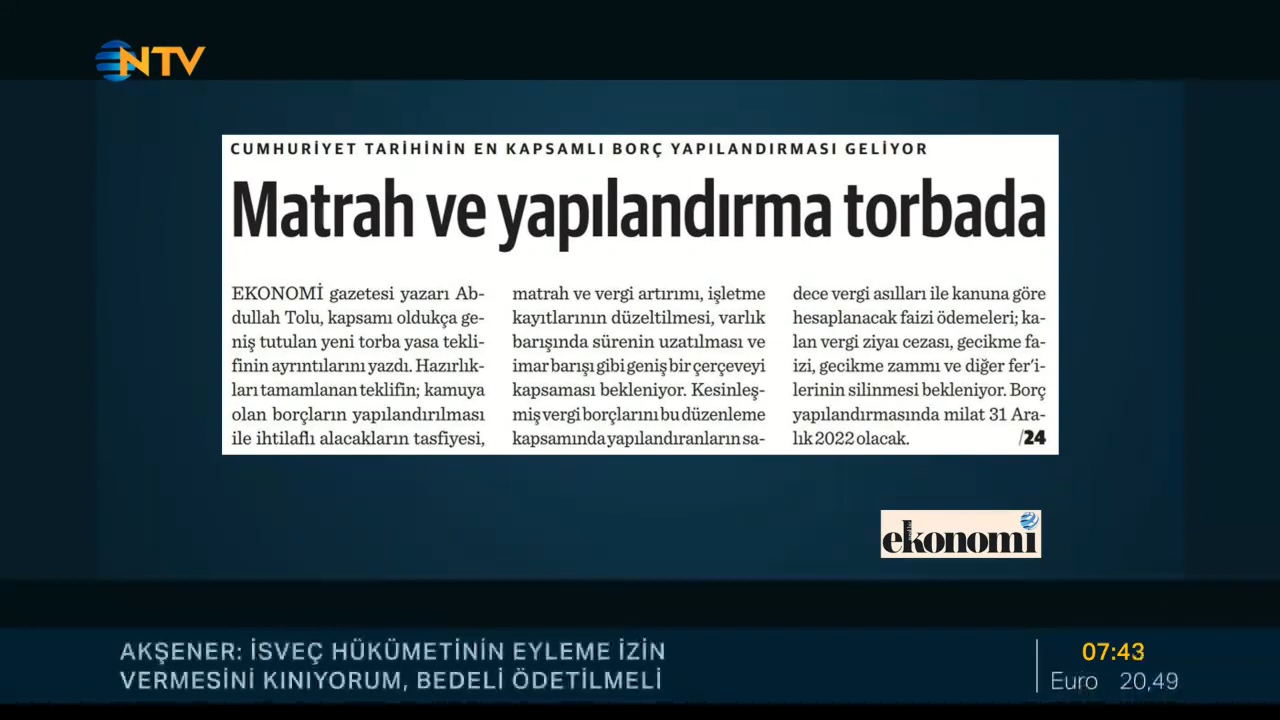 NTV
CUMHURİYET TARİHİNİN EN KAPSAMLI BORÇ YAPILANDIRMASI GELİYOR
Matrah ve yapılandırma torbada
EKONOMİ gazetesi yazarı Ab-
dullah Tolu, kapsamı oldukça ge-
niş tutulan yeni torba yasa tekli-
finin ayrıntılarını yazdı. Hazırlık-
ları tamamlanan teklifin; kamuya
olan borçların yapılandırılması
ile ihtilaflı alacakların tasfiyesi,
matrah ve vergi artırımı, işletme
kayıtlarının düzeltilmesi, varlık
barışında sürenin uzatılması ve
imar barışı gibi geniş bir çerçeveyi
kapsaması bekleniyor. Kesinleş-
miş vergi borçlarını bu düzenleme
kapsamında yapılandıranların sa-
dece vergi asılları ile kanuna göre
hesaplanacak faizi ödemeleri; ka-
lan vergi ziyaı cezası, gecikme fa-
izi, gecikme zammı ve diğer fer'i-
lerinin silinmesi bekleniyor. Borç
yapılandırmasında milat 31 Ara-
lık 2022 olacak. /24
ekonomi
AKŞENER: İSVEÇ HÜKÜMETİNİN EYLEME İZİN
VERMESİNİ KINIYORUM, BEDELİ ÖDETİLMELİ
07:43
Euro 20,49